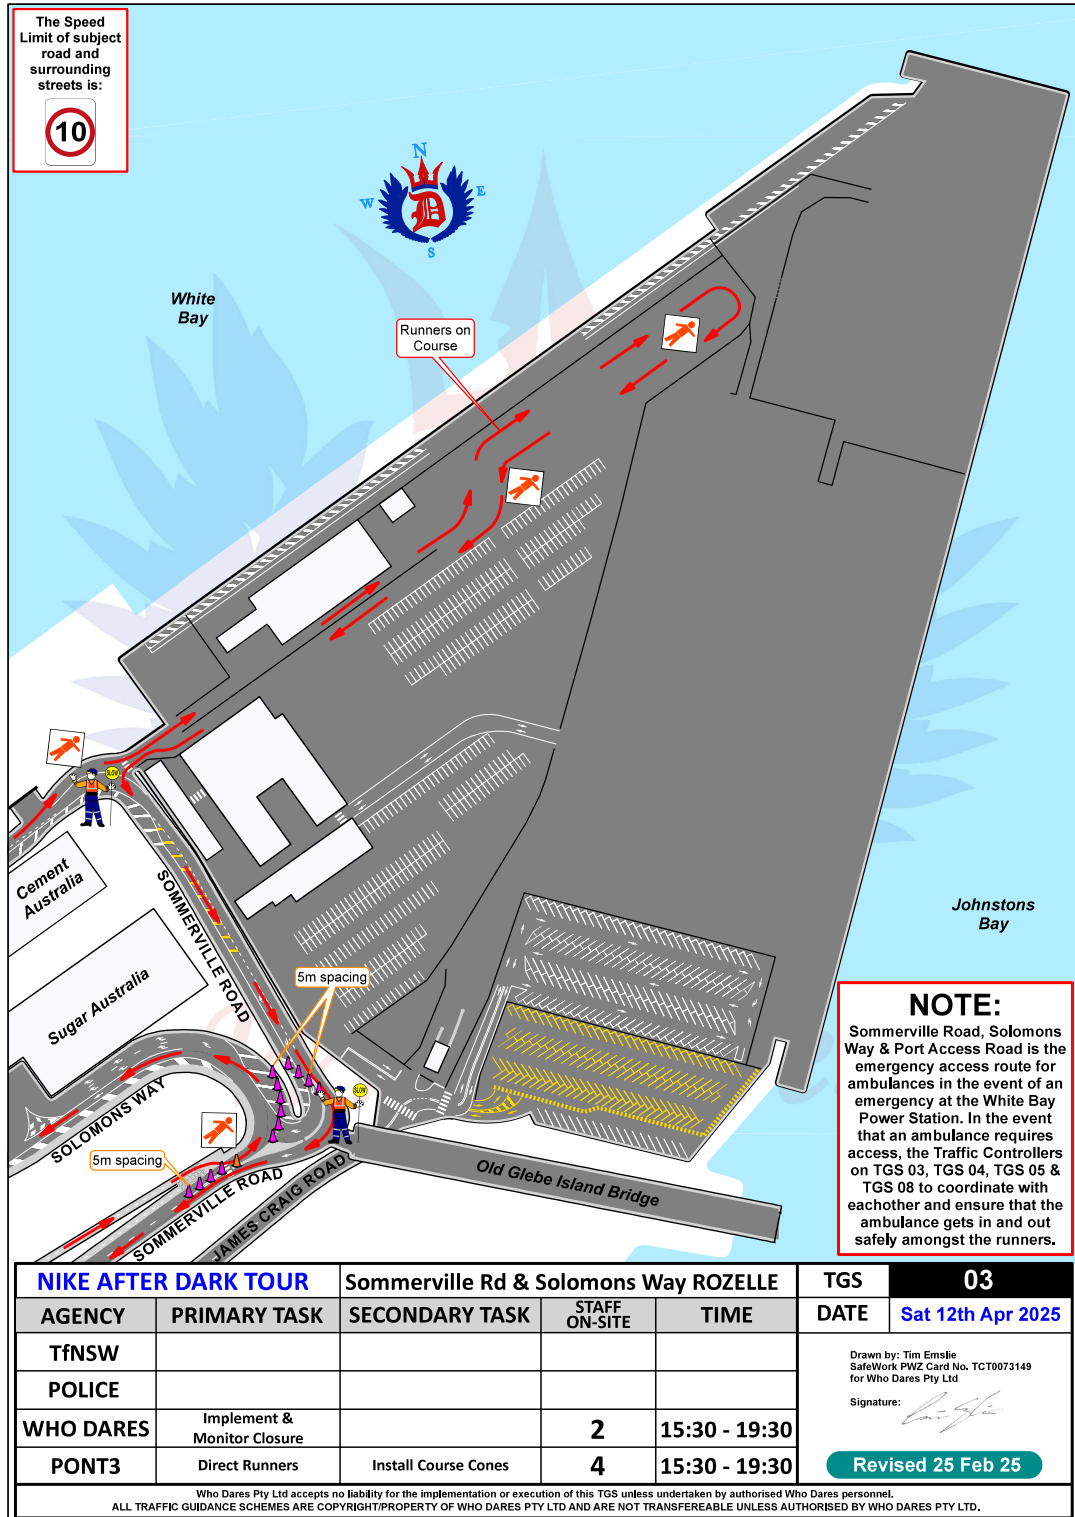 The Speed
Limit of subject
road and
surrounding
streets is:
10
N
W
E
D
S
White
Bay
Runners on
Course
SLOW
Cement
Australia
SOMMERVILLE ROAD
Sugar Australia
5m spacing
Johnstons
Bay
SLOW
SOLOMONS WAY
5m spacing
SOMMERVILLE ROAD
JAMES CRAIG ROAD
Old Glebe Island Bridge
NOTE:
Sommerville Road, Solomons
Way & Port Access Road is the
emergency access route for
ambulances in the event of an
emergency at the White Bay
Power Station. In the event
that an ambulance requires
access, the Traffic Controllers
on TGS 03, TGS 04, TGS 05 &
TGS 08 to coordinate with
eachother and ensure that the
ambulance gets in and out
safely amongst the runners.
NIKE AFTER DARK TOUR Sommerville Rd & Solomons Way ROZELLE TGS 03
AGENCY PRIMARY TASK SECONDARY TASK STAFF ON-SITE TIME DATE Sat 12th Apr 2025
TfNSW
POLICE
WHO DARES Implement & Monitor Closure 2 15:30 - 19:30
PONT3 Direct Runners Install Course Cones 4 15:30 - 19:30
Drawn by: Tim Emslie
SafeWork PWZ Card No. TCT0073149
for Who Dares Pty Ltd
Signature:
Revised 25 Feb 25
Who Dares Pty Ltd accepts no liability for the implementation or execution of this TGS unless undertaken by authorised Who Dares personnel.
ALL TRAFFIC GUIDANCE SCHEMES ARE COPYRIGHT/PROPERTY OF WHO DARES PTY LTD AND ARE NOT TRANSFEREABLE UNLESS AUTHORISED BY WHO DARES PTY LTD.